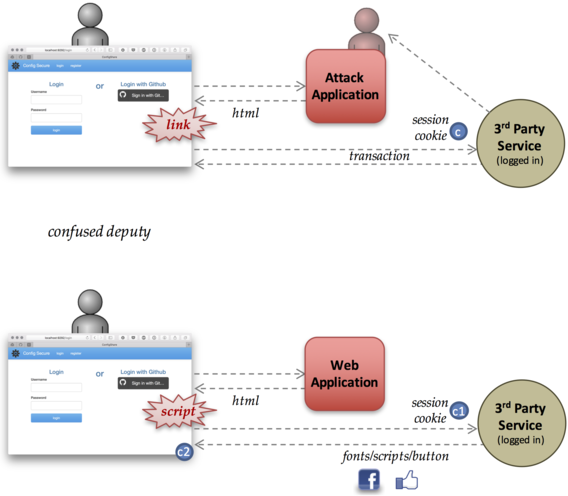 localhost:8080/login
ConfigSecure
Config Secure login register
Login or Login with Github
Username
Sign in with Git...
Password
login
link
html
Attack
Application
session
cookie c
transaction
3rd Party
Service
(logged in)
confused deputy
ConfigSecure
Config Secure login register
Login or Login with Github
Username
Sign in with Git...
Password
login
script
html
c2
Web
Application
session
cookie c1
fonts/scripts/button
f
3rd Party
Service
(logged in)